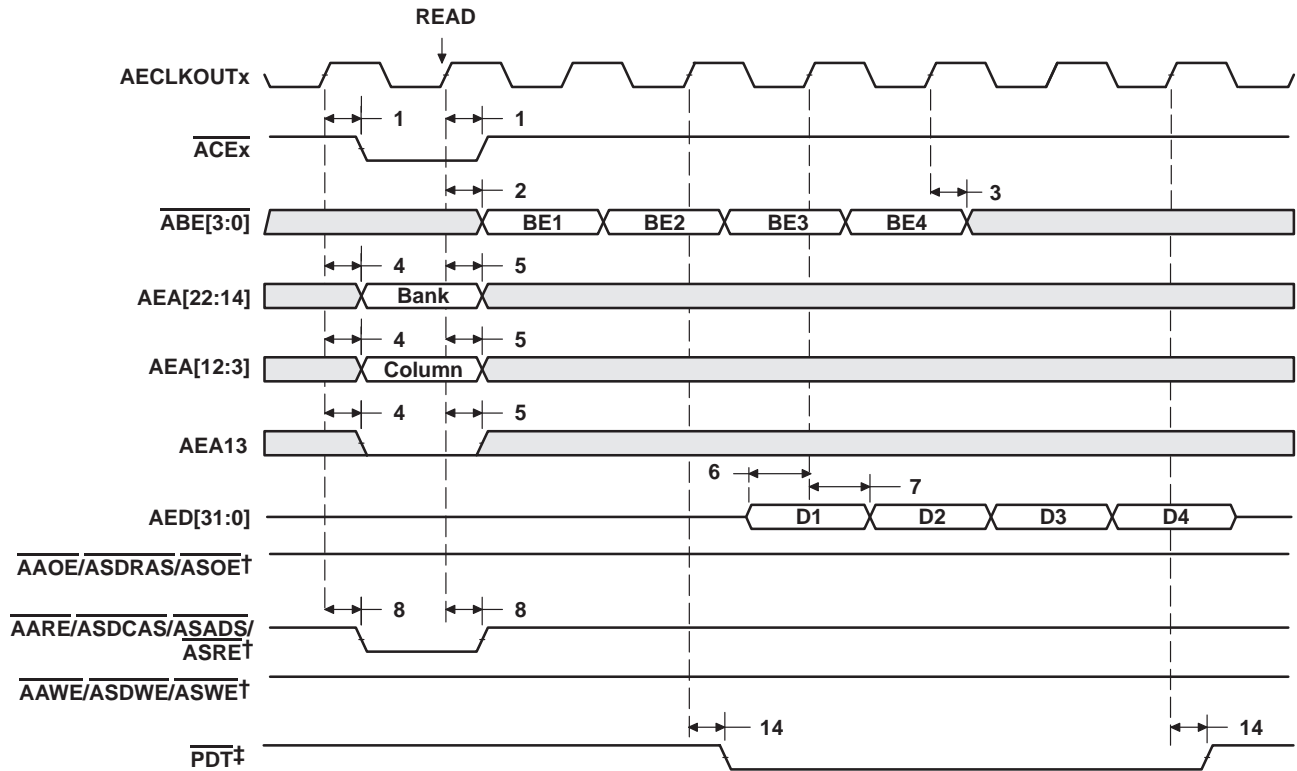 READ
AECLKOUTx
1 1
ACEx
2 3
ABE[3:0] BE1 BE2 BE3 BE4
4 5
AEA[22:14] Bank
4 5
AEA[12:3] Column
4 5
AEA13
6 7
AED[31:0] D1 D2 D3 D4
AAOE/ASDRAS/ASOE†
8 8
AARE/ASDCAS/ASADS/
ASRE†
AAWE/ASDWE/ASWE†
14 14
PDT‡